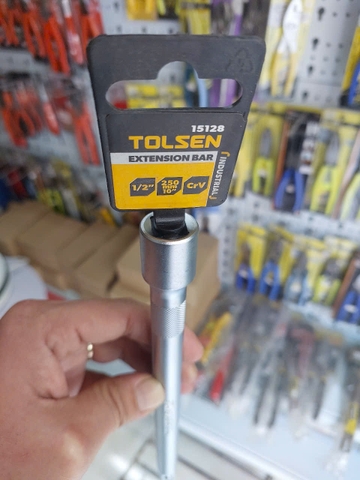 15128
TOLSEN
EXTENSION BAR
INDUSTRIAL
1/2" 250 mm 10" CrV